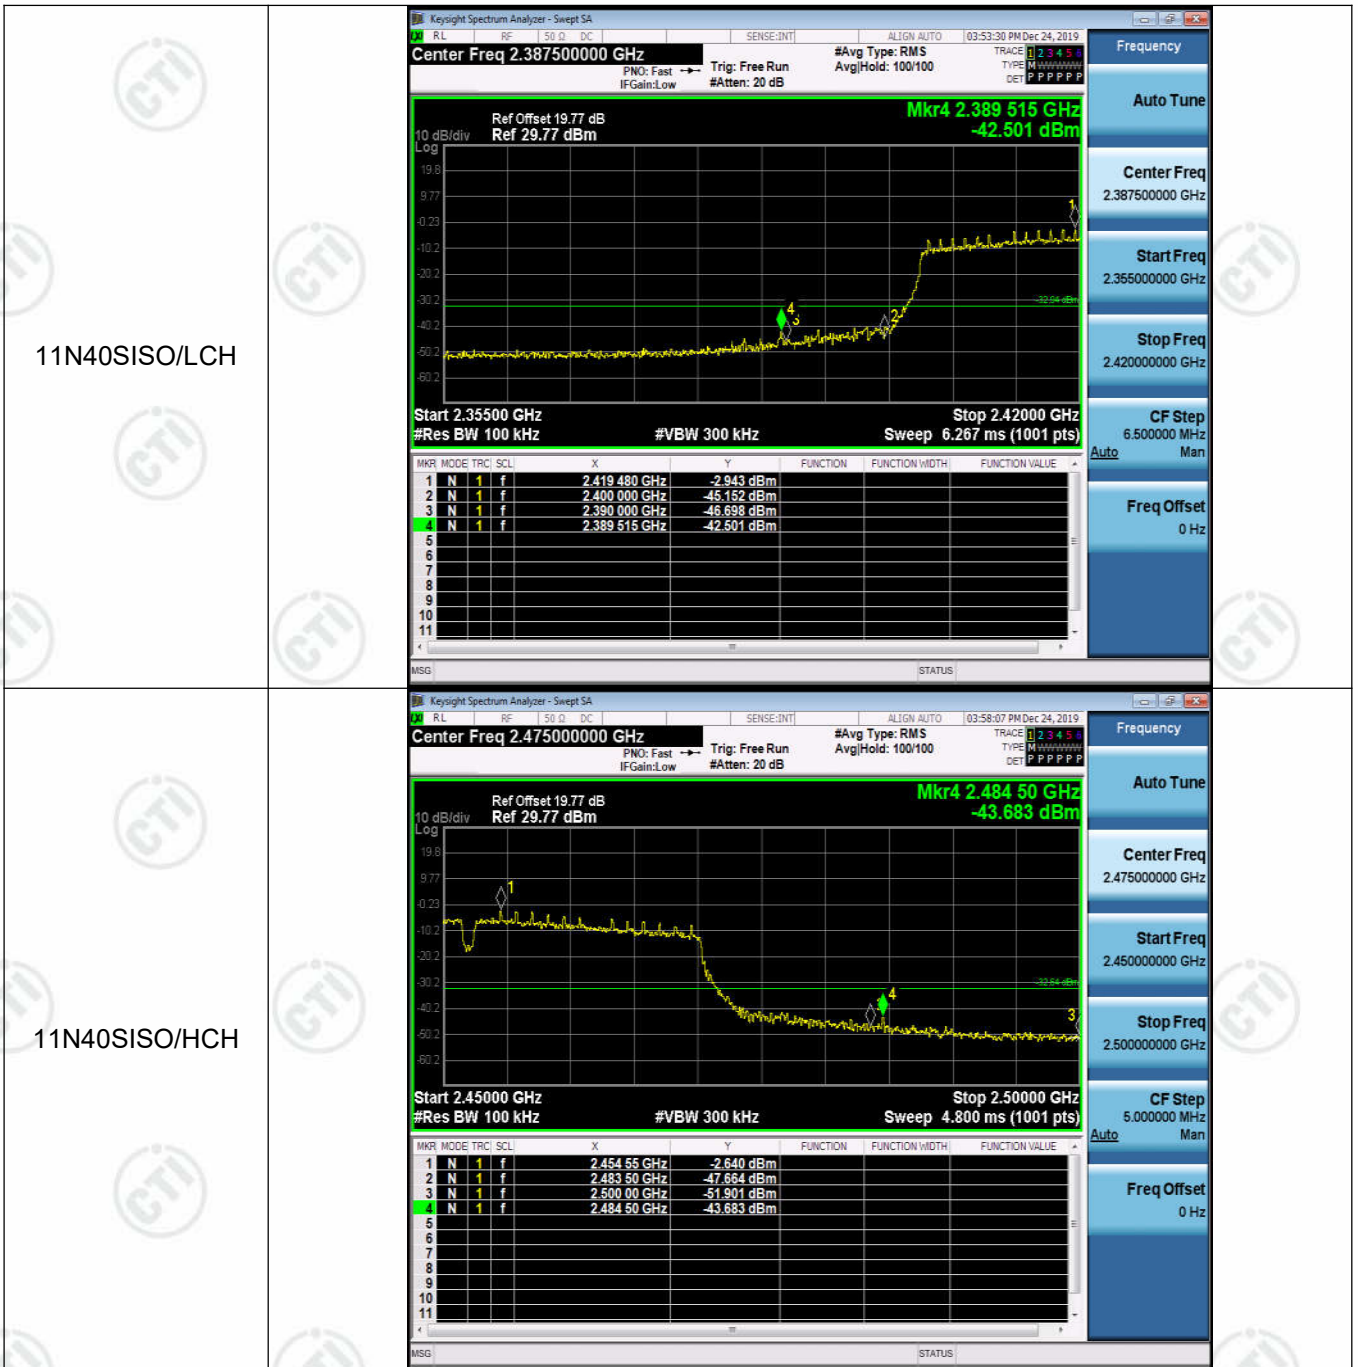 11N40SISO/LCH
Keysight Spectrum Analyzer - Swept SA
RL RF 50 Ω DC SENSE:INT ALIGN AUTO 03:53:30 PM Dec 24, 2019
Center Freq 2.387500000 GHz
PNO: Fast
IFGain:Low
Trig: Free Run
#Atten: 20 dB
#Avg Type: RMS
Avg|Hold: 100/100
TRACE 1 2 3 4 5 6
TYPE M WWWWW
DET P P P P P P
Mkr4 2.389 515 GHz
-42.501 dBm
Ref Offset 19.77 dB
10 dB/div Ref 29.77 dBm
Log
19.8
9.77
-0.23
-10.2
-20.2
-30.2
-40.2
-50.2
-60.2
1
-32.94 dBm
4
3
2
Start 2.35500 GHz Stop 2.42000 GHz
#Res BW 100 kHz #VBW 300 kHz Sweep 6.267 ms (1001 pts)
MKR MODE TRC SCL X Y FUNCTION FUNCTION WIDTH FUNCTION VALUE
1 N 1 f 2.419 480 GHz -2.943 dBm
2 N 1 f 2.400 000 GHz -45.152 dBm
3 N 1 f 2.390 000 GHz -46.698 dBm
4 N 1 f 2.389 515 GHz -42.501 dBm
5
6
7
8
9
10
11
MSG STATUS
Frequency
Auto Tune
Center Freq
2.387500000 GHz
Start Freq
2.355000000 GHz
Stop Freq
2.420000000 GHz
CF Step
6.500000 MHz
Auto Man
Freq Offset
0 Hz
11N40SISO/HCH
Keysight Spectrum Analyzer - Swept SA
RL RF 50 Ω DC SENSE:INT ALIGN AUTO 03:58:07 PM Dec 24, 2019
Center Freq 2.475000000 GHz
PNO: Fast
IFGain:Low
Trig: Free Run
#Atten: 20 dB
#Avg Type: RMS
Avg|Hold: 100/100
TRACE 1 2 3 4 5 6
TYPE M WWWWW
DET P P P P P P
Mkr4 2.484 50 GHz
-43.683 dBm
Ref Offset 19.77 dB
10 dB/div Ref 29.77 dBm
Log
19.8
9.77
-0.23
-10.2
-20.2
-30.2
-40.2
-50.2
-60.2
1
-32.64 dBm
4
3
Start 2.45000 GHz Stop 2.50000 GHz
#Res BW 100 kHz #VBW 300 kHz Sweep 4.800 ms (1001 pts)
MKR MODE TRC SCL X Y FUNCTION FUNCTION WIDTH FUNCTION VALUE
1 N 1 f 2.454 55 GHz -2.640 dBm
2 N 1 f 2.483 50 GHz -47.664 dBm
3 N 1 f 2.500 00 GHz -51.901 dBm
4 N 1 f 2.484 50 GHz -43.683 dBm
5
6
7
8
9
10
11
MSG STATUS
Frequency
Auto Tune
Center Freq
2.475000000 GHz
Start Freq
2.450000000 GHz
Stop Freq
2.500000000 GHz
CF Step
5.000000 MHz
Auto Man
Freq Offset
0 Hz
CTI